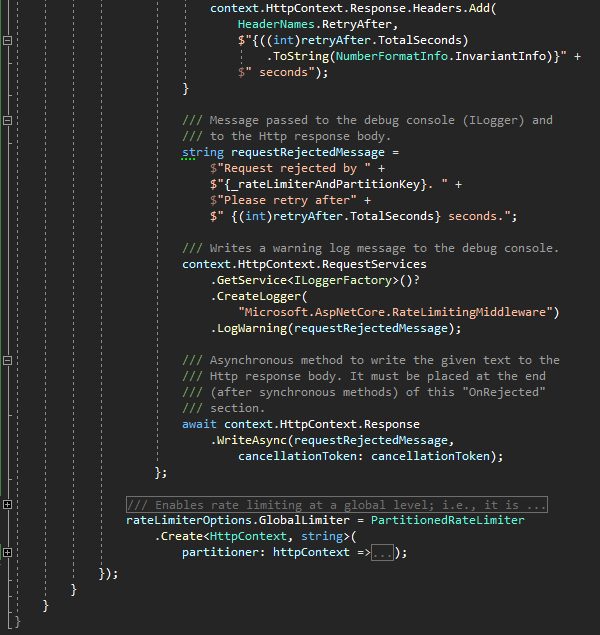 context.HttpContext.Response.Headers.Add(
HeaderNames.RetryAfter,
$"{((int)retryAfter.TotalSeconds)
.ToString(NumberFormatInfo.InvariantInfo)}" +
$" seconds");
}
/// Message passed to the debug console (ILogger) and
/// to the Http response body.
string requestRejectedMessage =
$"Request rejected by " +
$"{_rateLimiterAndPartitionKey}. " +
$"Please retry after" +
$" {(int)retryAfter.TotalSeconds} seconds.";
/// Writes a warning log message to the debug console.
context.HttpContext.RequestServices
.GetService<ILoggerFactory>()?
.CreateLogger(
"Microsoft.AspNetCore.RateLimitingMiddleware")
.LogWarning(requestRejectedMessage);
/// Asynchronous method to write the given text to the
/// Http response body. It must be placed at the end
/// (after synchronous methods) of this "OnRejected"
/// section.
await context.HttpContext.Response
.WriteAsync(requestRejectedMessage,
cancellationToken: cancellationToken);
};
/// Enables rate limiting at a global level; i.e., it is ...
rateLimiterOptions.GlobalLimiter = PartitionedRateLimiter
.Create<HttpContext, string>(
partitioner: httpContext =>...);
});
}
}
}